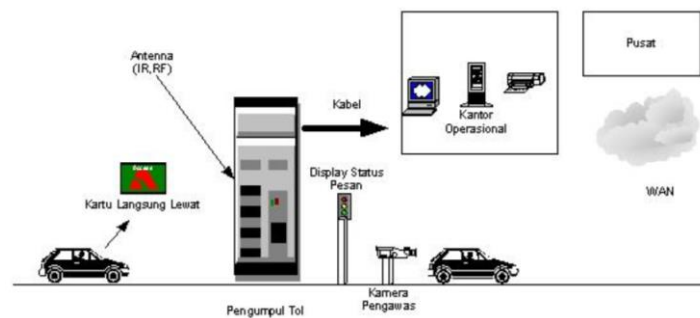 Antenna
(IR,RF)
Kabel
Kantor
Operasional
Pusat
WAN
Display Status
Pesan
Kartu Langsung Lewat
Pengumpul Tol
Kamera
Pengawas